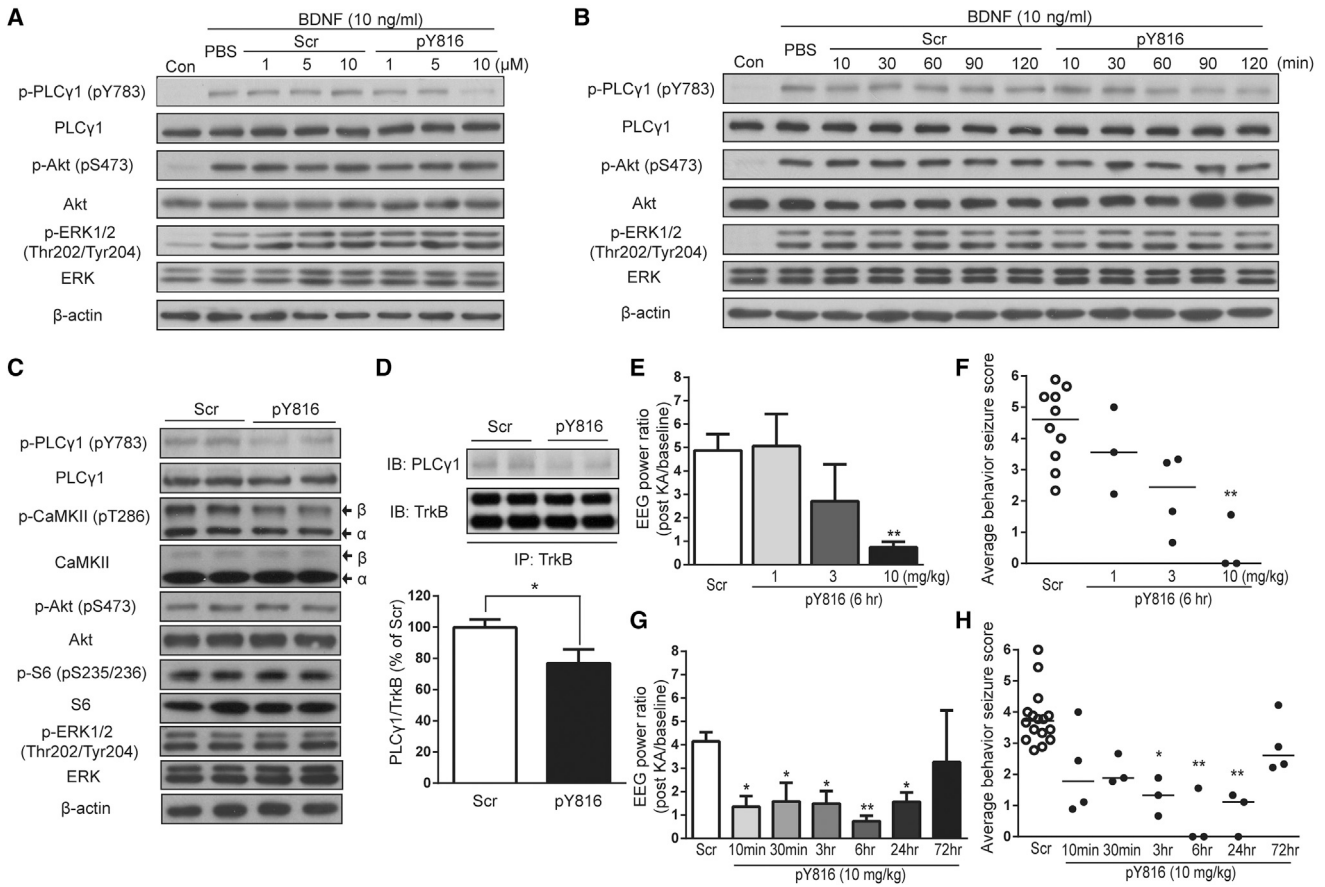 A
BDNF (10 ng/ml)
Con PBS Scr pY816
1 5 10 1 5 10 (μM)
p-PLCγ1 (pY783)
PLCγ1
p-Akt (pS473)
Akt
p-ERK1/2
(Thr202/Tyr204)
ERK
β-actin
B
BDNF (10 ng/ml)
Con PBS Scr pY816
10 30 60 90 120 10 30 60 90 120 (min)
p-PLCγ1 (pY783)
PLCγ1
p-Akt (pS473)
Akt
p-ERK1/2
(Thr202/Tyr204)
ERK
β-actin
C
Scr pY816
p-PLCγ1 (pY783)
PLCγ1
p-CaMKII (pT286)
β
α
CaMKII
β
α
p-Akt (pS473)
Akt
p-S6 (pS235/236)
S6
p-ERK1/2
(Thr202/Tyr204)
ERK
β-actin
D
Scr pY816
IB: PLCγ1
IB: TrkB
IP: TrkB
PLCγ1/TrkB (% of Scr)
120
100
80
60
40
20
0
*
Scr pY816
E
EEG power ratio
(post KA/baseline)
8
7
6
5
4
3
2
1
0
**
Scr 1 3 10 (mg/kg)
pY816 (6 hr)
F
Average behavior seizure score
6
5
4
3
2
1
0
**
Scr 1 3 10 (mg/kg)
pY816 (6 hr)
G
EEG power ratio
(post KA/baseline)
8
7
6
5
4
3
2
1
0
* * * ** *
Scr 10min 30min 3hr 6hr 24hr 72hr
pY816 (10 mg/kg)
H
Average behavior seizure score
6
5
4
3
2
1
0
* ** **
Scr 10min 30min 3hr 6hr 24hr 72hr
pY816 (10 mg/kg)